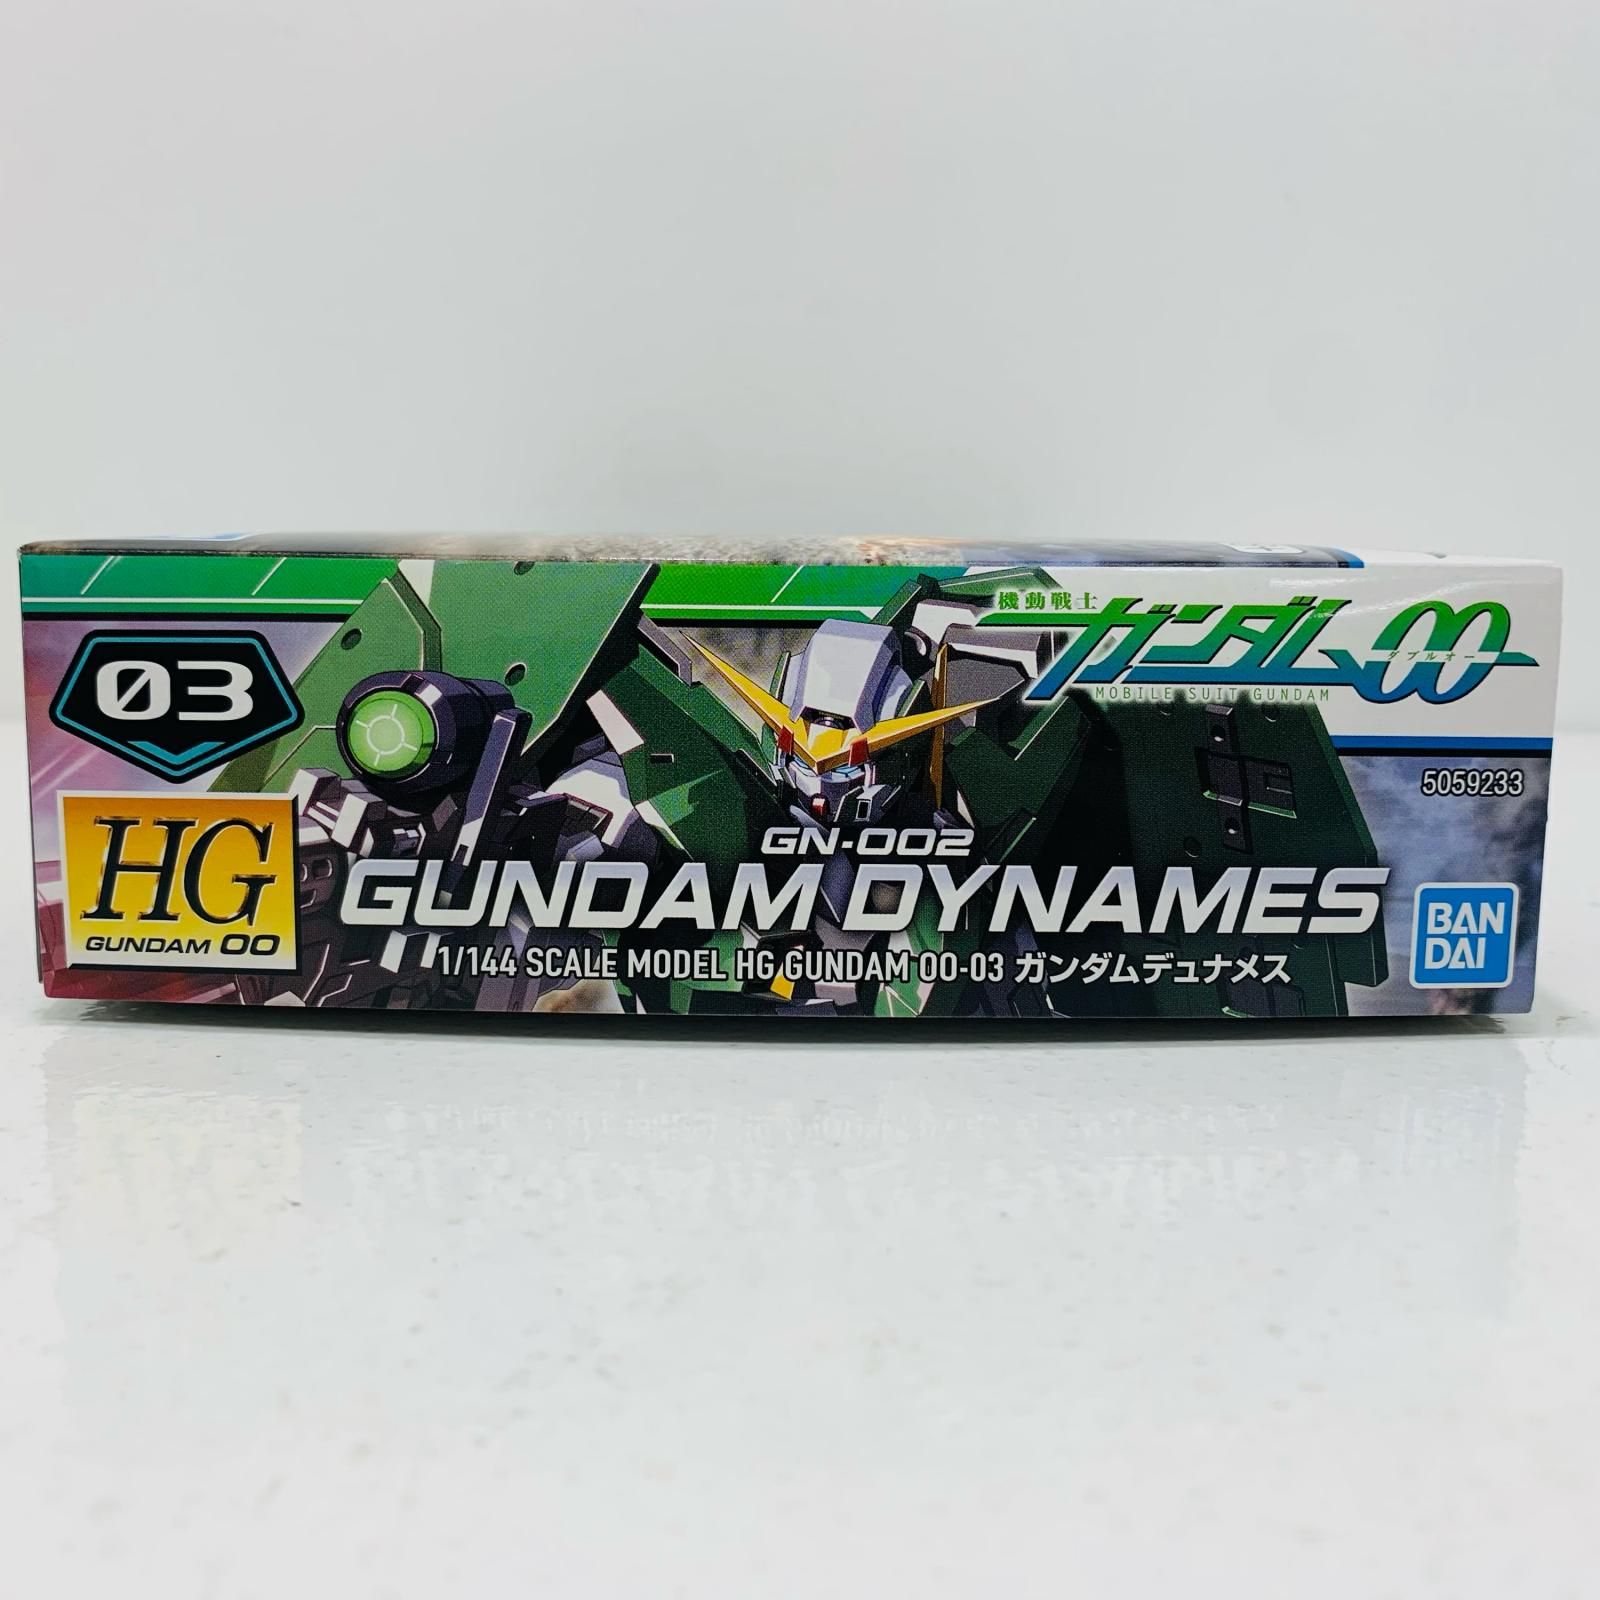 03
HG
GUNDAM 00
機動戦士
ガンダム00
ダブルオー
MOBILE SUIT GUNDAM
5059233
GN-002
GUNDAM DYNAMES
1/144 SCALE MODEL HG GUNDAM 00-03 ガンダムデュナメス
BAN
DAI